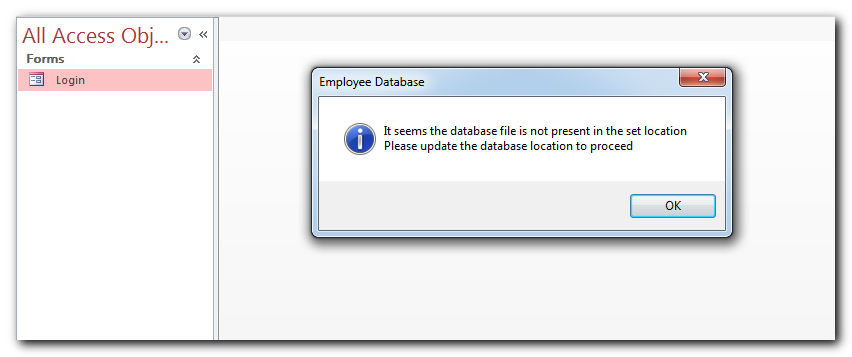 All Access Obj...
Forms
Login
Employee Database
It seems the database file is not present in the set location
Please update the database location to proceed
OK